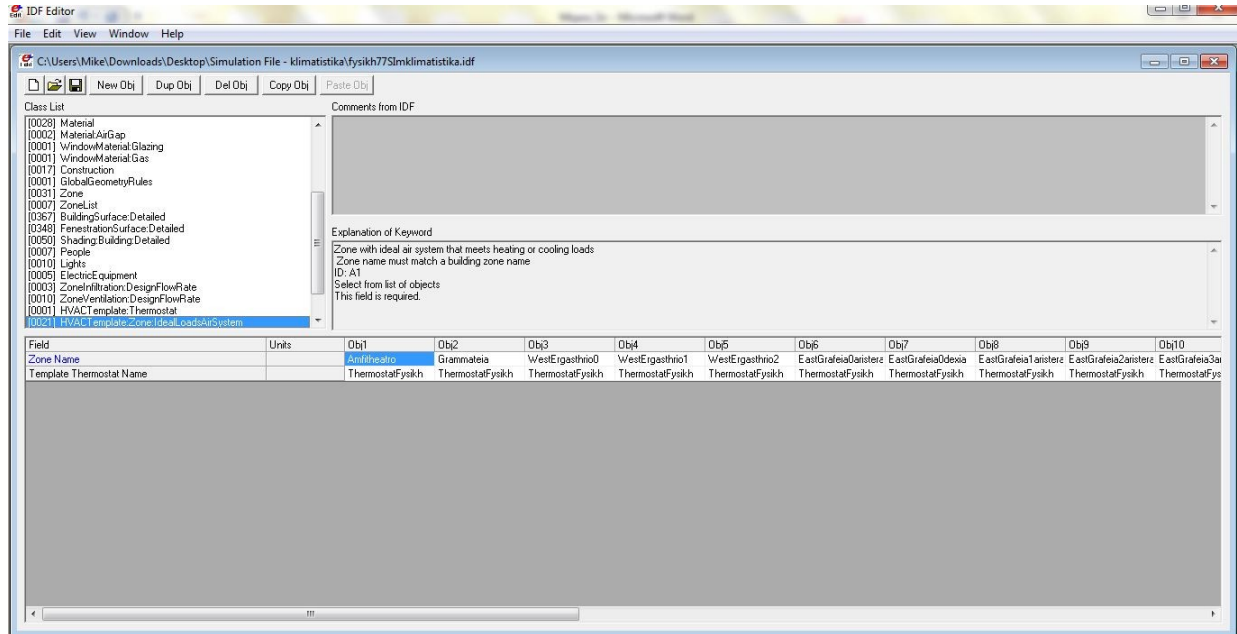 IDF Editor
File Edit View Window Help
C:\Users\Mike\Downloads\Desktop\Simulation File - klimatistika\fysikh77SImklimatistika.idf
New Obj Dup Obj Del Obj Copy Obj Paste Obj
Class List
[0028] Material
[0002] Material:AirGap
[0001] WindowMaterial:Glazing
[0001] WindowMaterial:Gas
[0017] Construction
[0001] GlobalGeometryRules
[0031] Zone
[0007] ZoneList
[0367] BuildingSurface:Detailed
[0348] FenestrationSurface:Detailed
[0050] Shading:Building:Detailed
[0007] People
[0010] Lights
[0005] ElectricEquipment
[0003] ZoneInfiltration:DesignFlowRate
[0010] ZoneVentilation:DesignFlowRate
[0001] HVACTemplate:Thermostat
[0021] HVACTemplate:Zone:IdealLoadsAirSystem
Comments from IDF
Explanation of Keyword
Zone with ideal air system that meets heating or cooling loads
Zone name must match a building zone name
ID: A1
Select from list of objects
This field is required.
Field Units Obj1 Obj2 Obj3 Obj4 Obj5 Obj6 Obj7 Obj8 Obj9 Obj10
Zone Name Amfitheatro Grammateia WestErgasthrio0 WestErgasthrio1 WestErgasthrio2 EastGrafeia0aristera EastGrafeia0dexia EastGrafeia1aristera EastGrafeia2aristera EastGrafeia3ar
Template Thermostat Name ThermostatFysikh ThermostatFysikh ThermostatFysikh ThermostatFysikh ThermostatFysikh ThermostatFysikh ThermostatFysikh ThermostatFysikh ThermostatFysikh ThermostatFys